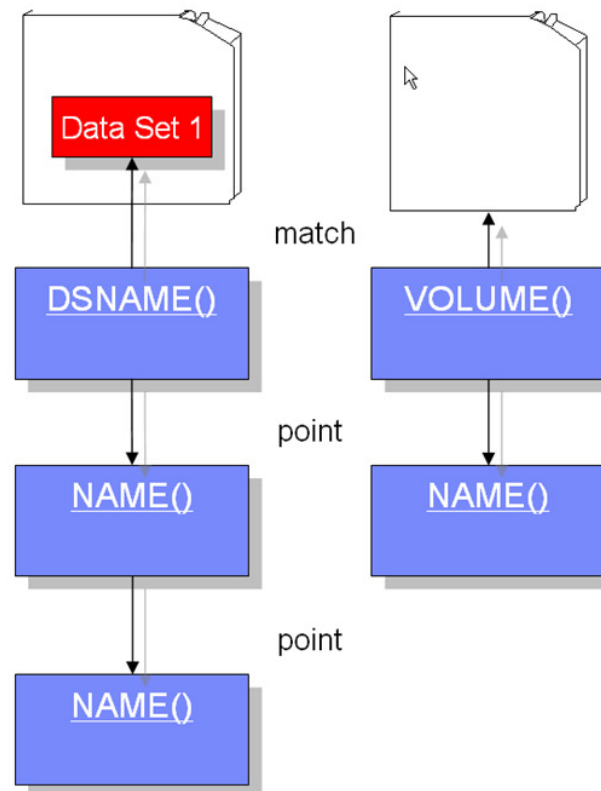 Data Set 1
match
DSNAME()
VOLUME()
point
NAME()
NAME()
point
NAME()